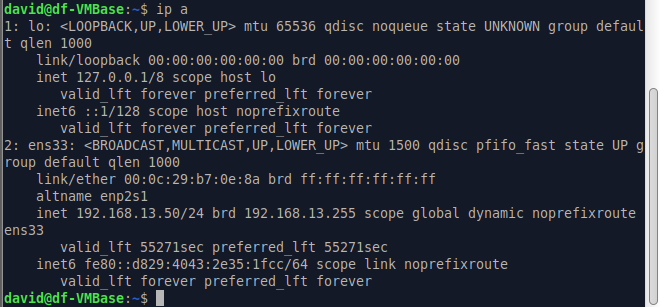 david@df-VMBase:~$ ip a
1: lo: <LOOPBACK,UP,LOWER_UP> mtu 65536 qdisc noqueue state UNKNOWN group defaul
t qlen 1000
    link/loopback 00:00:00:00:00:00 brd 00:00:00:00:00:00
    inet 127.0.0.1/8 scope host lo
       valid_lft forever preferred_lft forever
    inet6 ::1/128 scope host noprefixroute
       valid_lft forever preferred_lft forever
2: ens33: <BROADCAST,MULTICAST,UP,LOWER_UP> mtu 1500 qdisc pfifo_fast state UP g
roup default qlen 1000
    link/ether 00:0c:29:b7:0e:8a brd ff:ff:ff:ff:ff:ff
    altname enp2s1
    inet 192.168.13.50/24 brd 192.168.13.255 scope global dynamic noprefixroute
ens33
       valid_lft 55271sec preferred_lft 55271sec
    inet6 fe80::d829:4043:2e35:1fcc/64 scope link noprefixroute
       valid_lft forever preferred_lft forever
david@df-VMBase:~$